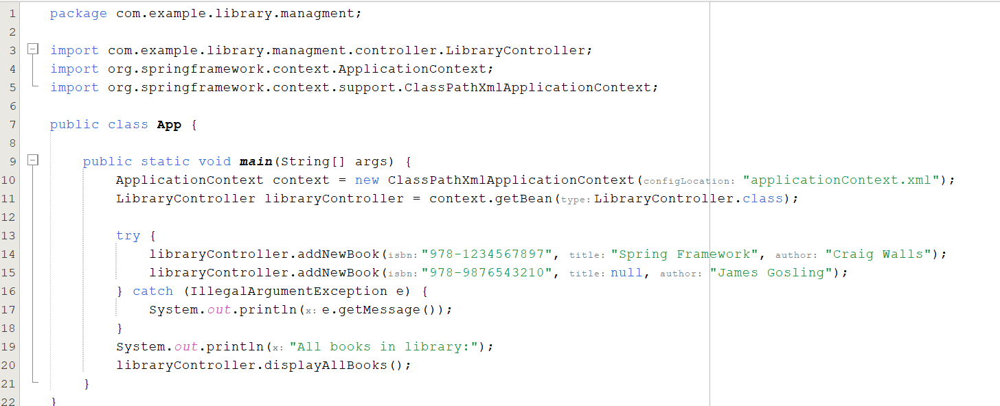 1 package com.example.library.managment;
2
3 import com.example.library.managment.controller.LibraryController;
4 import org.springframework.context.ApplicationContext;
5 import org.springframework.context.support.ClassPathXmlApplicationContext;
6
7 public class App {
8
9 public static void main(String[] args) {
10 ApplicationContext context = new ClassPathXmlApplicationContext(configLocation: "applicationContext.xml");
11 LibraryController libraryController = context.getBean(type: LibraryController.class);
12
13 try {
14 libraryController.addNewBook(isbn: "978-1234567897", title: "Spring Framework", author: "Craig Walls");
15 libraryController.addNewBook(isbn: "978-9876543210", title: null, author: "James Gosling");
16 } catch (IllegalArgumentException e) {
17 System.out.println(x: e.getMessage());
18 }
19 System.out.println(x: "All books in library:");
20 libraryController.displayAllBooks();
21 }
22 }